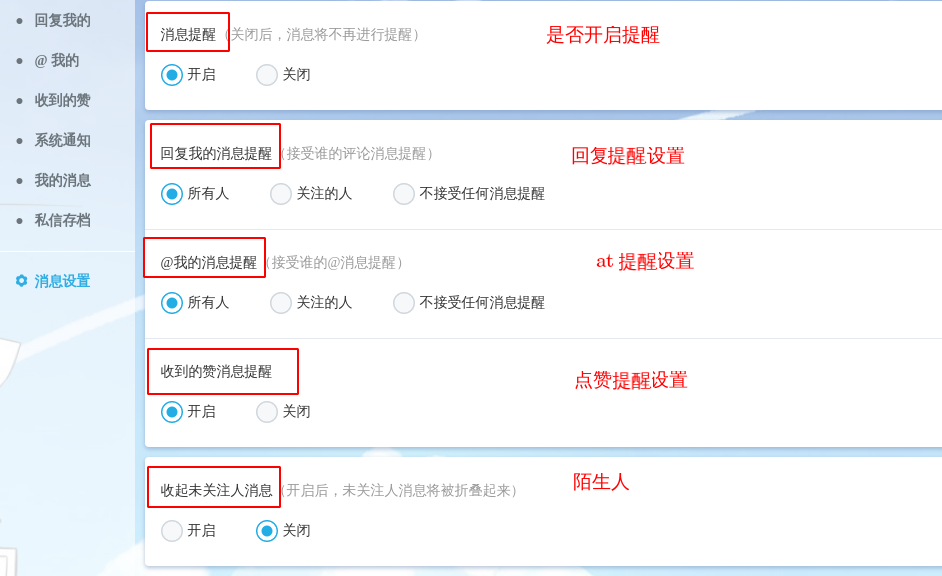 回复我的
@ 我的
收到的赞
系统通知
我的消息
私信存档
消息设置
消息提醒（关闭后，消息将不再进行提醒） 是否开启提醒
开启 关闭
回复我的消息提醒（接受谁的评论消息提醒） 回复提醒设置
所有人 关注的人 不接受任何消息提醒
@我的消息提醒（接受谁的@消息提醒） at 提醒设置
所有人 关注的人 不接受任何消息提醒
收到的赞消息提醒 点赞提醒设置
开启 关闭
收起未关注人消息（开启后，未关注人消息将被折叠起来） 陌生人
开启 关闭